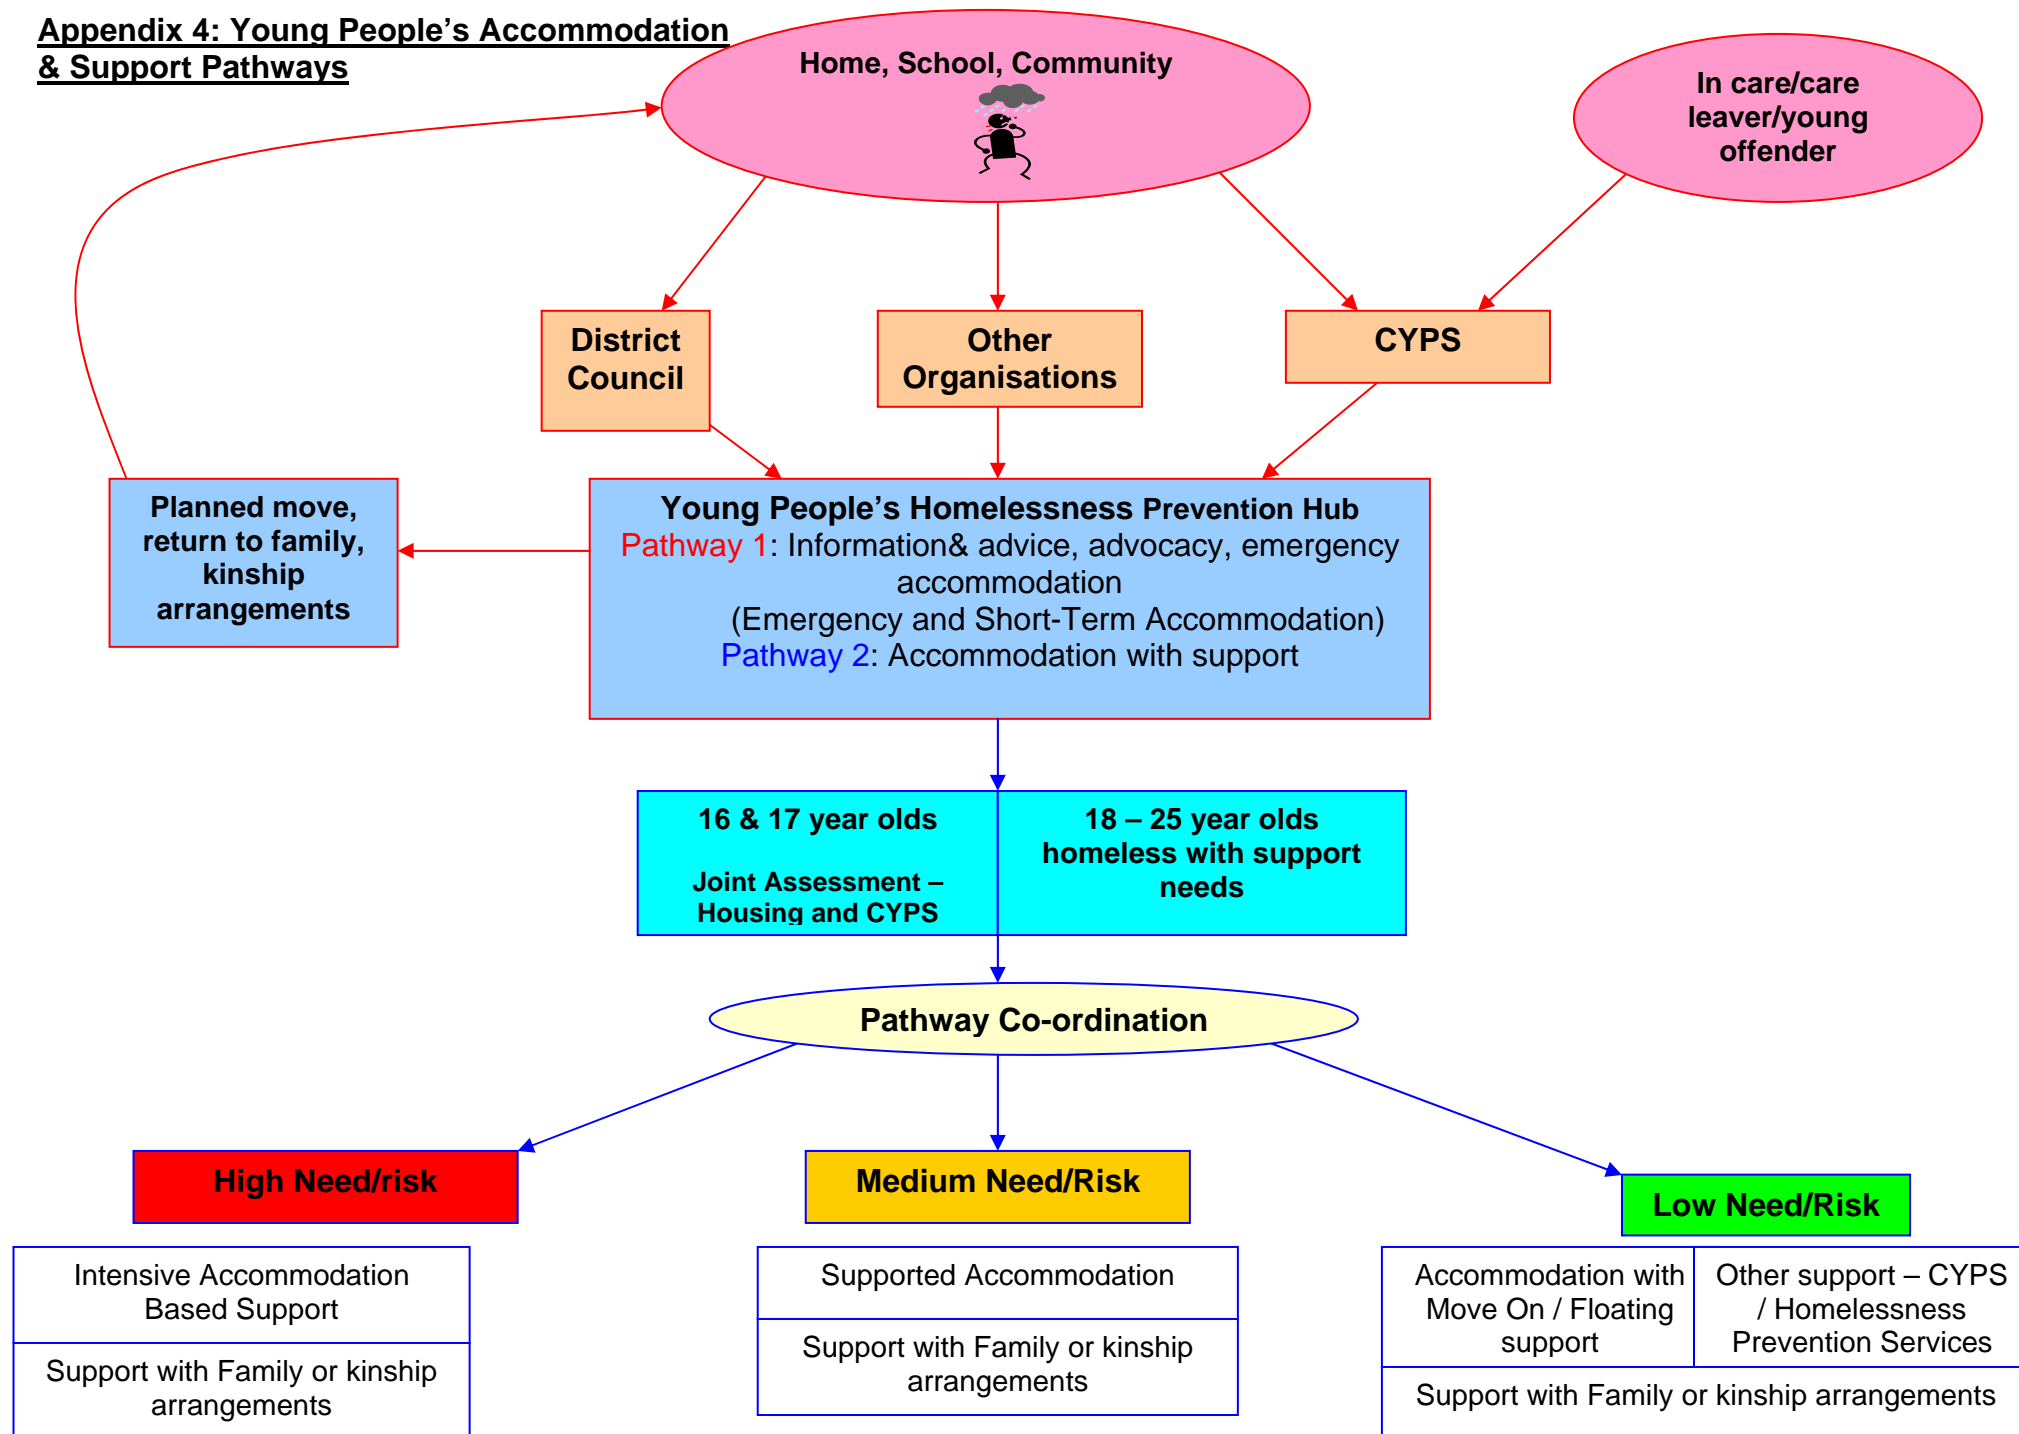 Appendix 4: Young People's Accommodation
& Support Pathways
Home, School, Community
In care/care
leaver/young
offender
District
Council
Other
Organisations
CYPS
Planned move,
return to family,
kinship
arrangements
Young People's Homelessness Prevention Hub
Pathway 1: Information& advice, advocacy, emergency
accommodation
(Emergency and Short-Term Accommodation)
Pathway 2: Accommodation with support
16 & 17 year olds
Joint Assessment –
Housing and CYPS
18 – 25 year olds
homeless with support
needs
Pathway Co-ordination
High Need/risk
Medium Need/Risk
Low Need/Risk
Intensive Accommodation
Based Support
Support with Family or kinship
arrangements
Supported Accommodation
Support with Family or kinship
arrangements
Accommodation with
Move On / Floating
support
Other support – CYPS
/ Homelessness
Prevention Services
Support with Family or kinship arrangements